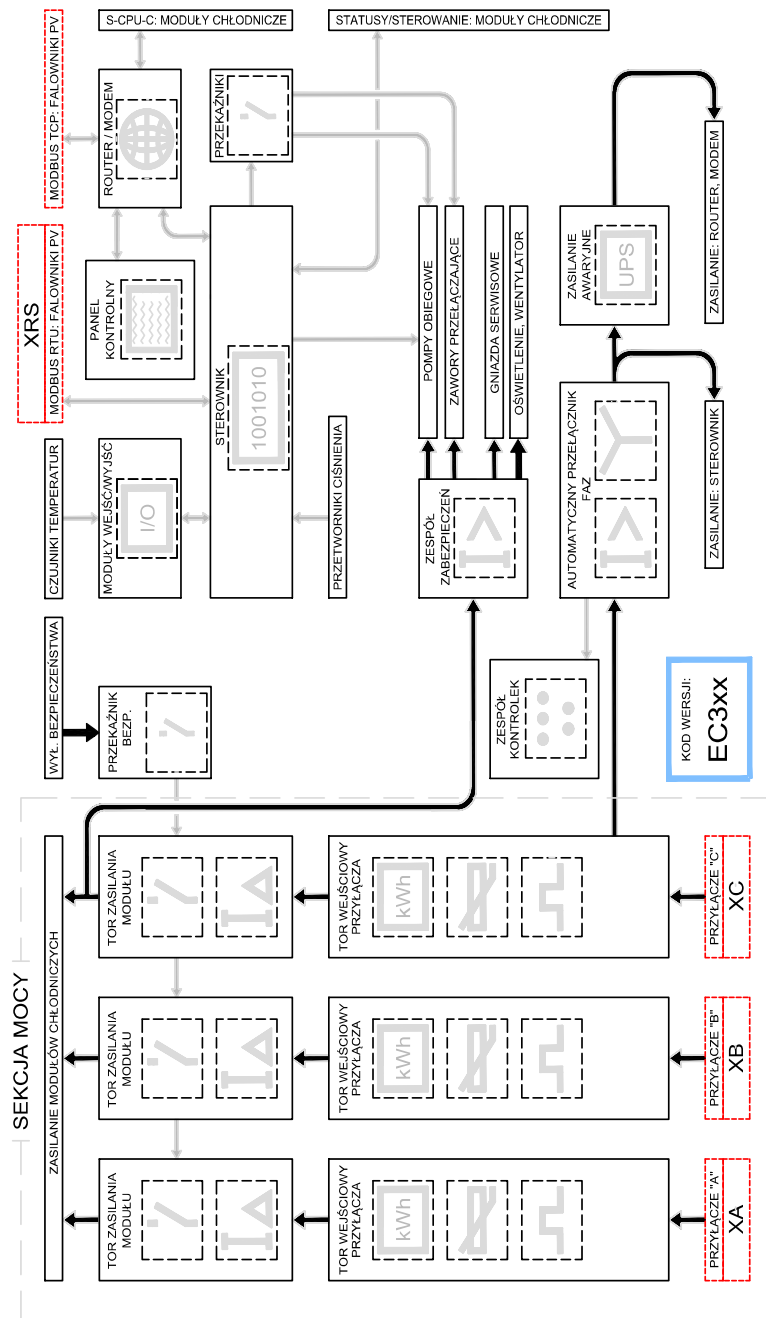 SEKCJA MOCY
ZASILANIE MODUŁÓW CHŁODNICZYCH
TOR ZASILANIA
MODUŁU
TOR WEJŚCIOWY
PRZYŁĄCZA
kWh
PRZYŁĄCZE "A"
XA
TOR ZASILANIA
MODUŁU
TOR WEJŚCIOWY
PRZYŁĄCZA
kWh
PRZYŁĄCZE "B"
XB
TOR ZASILANIA
MODUŁU
TOR WEJŚCIOWY
PRZYŁĄCZA
kWh
PRZYŁĄCZE "C"
XC
WYŁ. BEZPIECZEŃSTWA
PRZEKAŹNIK
BEZP.
ZESPÓŁ
KONTROLEK
KOD WERSJI:
EC3xx
CZUJNIKI TEMPERATUR
MODUŁY WEJŚĆ/WYJŚĆ
I/O
XRS
MODBUS RTU: FALOWNIKI PV
PANEL
KONTROLNY
MODBUS TCP: FALOWNIKI PV
ROUTER / MODEM
S-CPU-C: MODUŁY CHŁODNICZE
STEROWNIK
1001010
PRZEKAŹNIKI
PRZETWORNIKI CIŚNIENIA
STATUSY/STEROWANIE: MODUŁY CHŁODNICZE
ZESPÓŁ
ZABEZPIECZEŃ
POMPY OBIEGOWE
ZAWORY PRZEŁĄCZAJĄCE
GNIAZDA SERWISOWE
OŚWIETLENIE, WENTYLATOR
AUTOMATYCZNY PRZEŁĄCZNIK
FAZ
ZASILANIE
AWARYJNE
UPS
ZASILANIE: STEROWNIK
ZASILANIE: ROUTER, MODEM